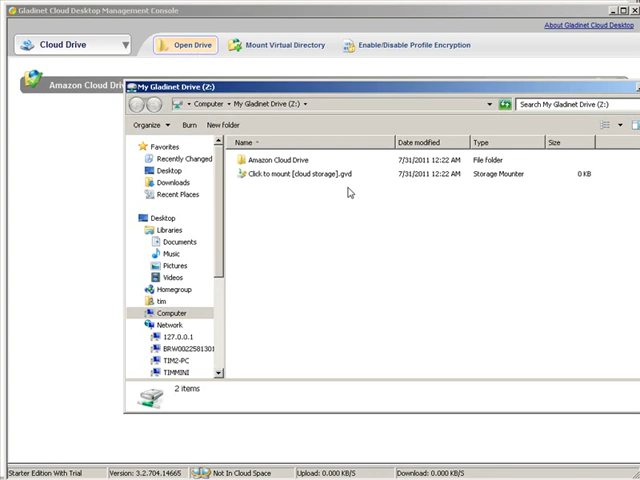 Gladinet Cloud Desktop Management Console
About Gladinet Cloud Desktop
Cloud Drive
Open Drive
Mount Virtual Directory
Enable/Disable Profile Encryption
Amazon Cloud Driv
My Gladinet Drive (Z:)
Computer
My Gladinet Drive (Z:)
Search My Gladinet Drive (Z:)
Organize
Burn
New folder
Name
Date modified
Type
Size
Amazon Cloud Drive 7/31/2011 12:22 AM File folder
Click to mount [cloud storage].gvd 7/31/2011 12:22 AM Storage Mounter 0 KB
Favorites
Recently Changed
Desktop
Downloads
Recent Places
Desktop
Libraries
Documents
Music
Pictures
Videos
Homegroup
tim
Computer
Network
127.0.0.1
BRW0022581301
TIM2-PC
TIMMINI
2 items
Starter Edition With Trial
Version: 3.2.704.14665
Not In Cloud Space
Upload: 0.000 KB/S
Download: 0.000 KB/S